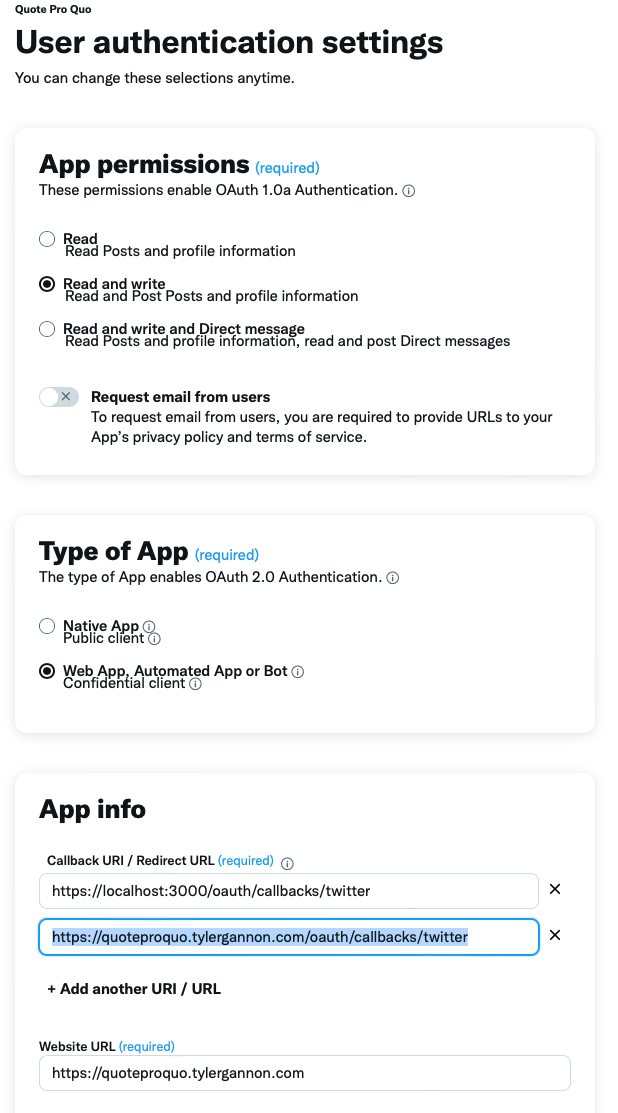 Quote Pro Quo
User authentication settings
You can change these selections anytime.
App permissions (required)
These permissions enable OAuth 1.0a Authentication.
Read
Read Posts and profile information
Read and write
Read and Post Posts and profile information
Read and write and Direct message
Read Posts and profile information, read and post Direct messages
Request email from users
To request email from users, you are required to provide URLs to your
App's privacy policy and terms of service.
Type of App (required)
The type of App enables OAuth 2.0 Authentication.
Native App
Public client
Web App, Automated App or Bot
Confidential client
App info
Callback URI / Redirect URL (required)
https://localhost:3000/oauth/callbacks/twitter
https://quoteproquo.tylergannon.com/oauth/callbacks/twitter
+ Add another URI / URL
Website URL (required)
https://quoteproquo.tylergannon.com